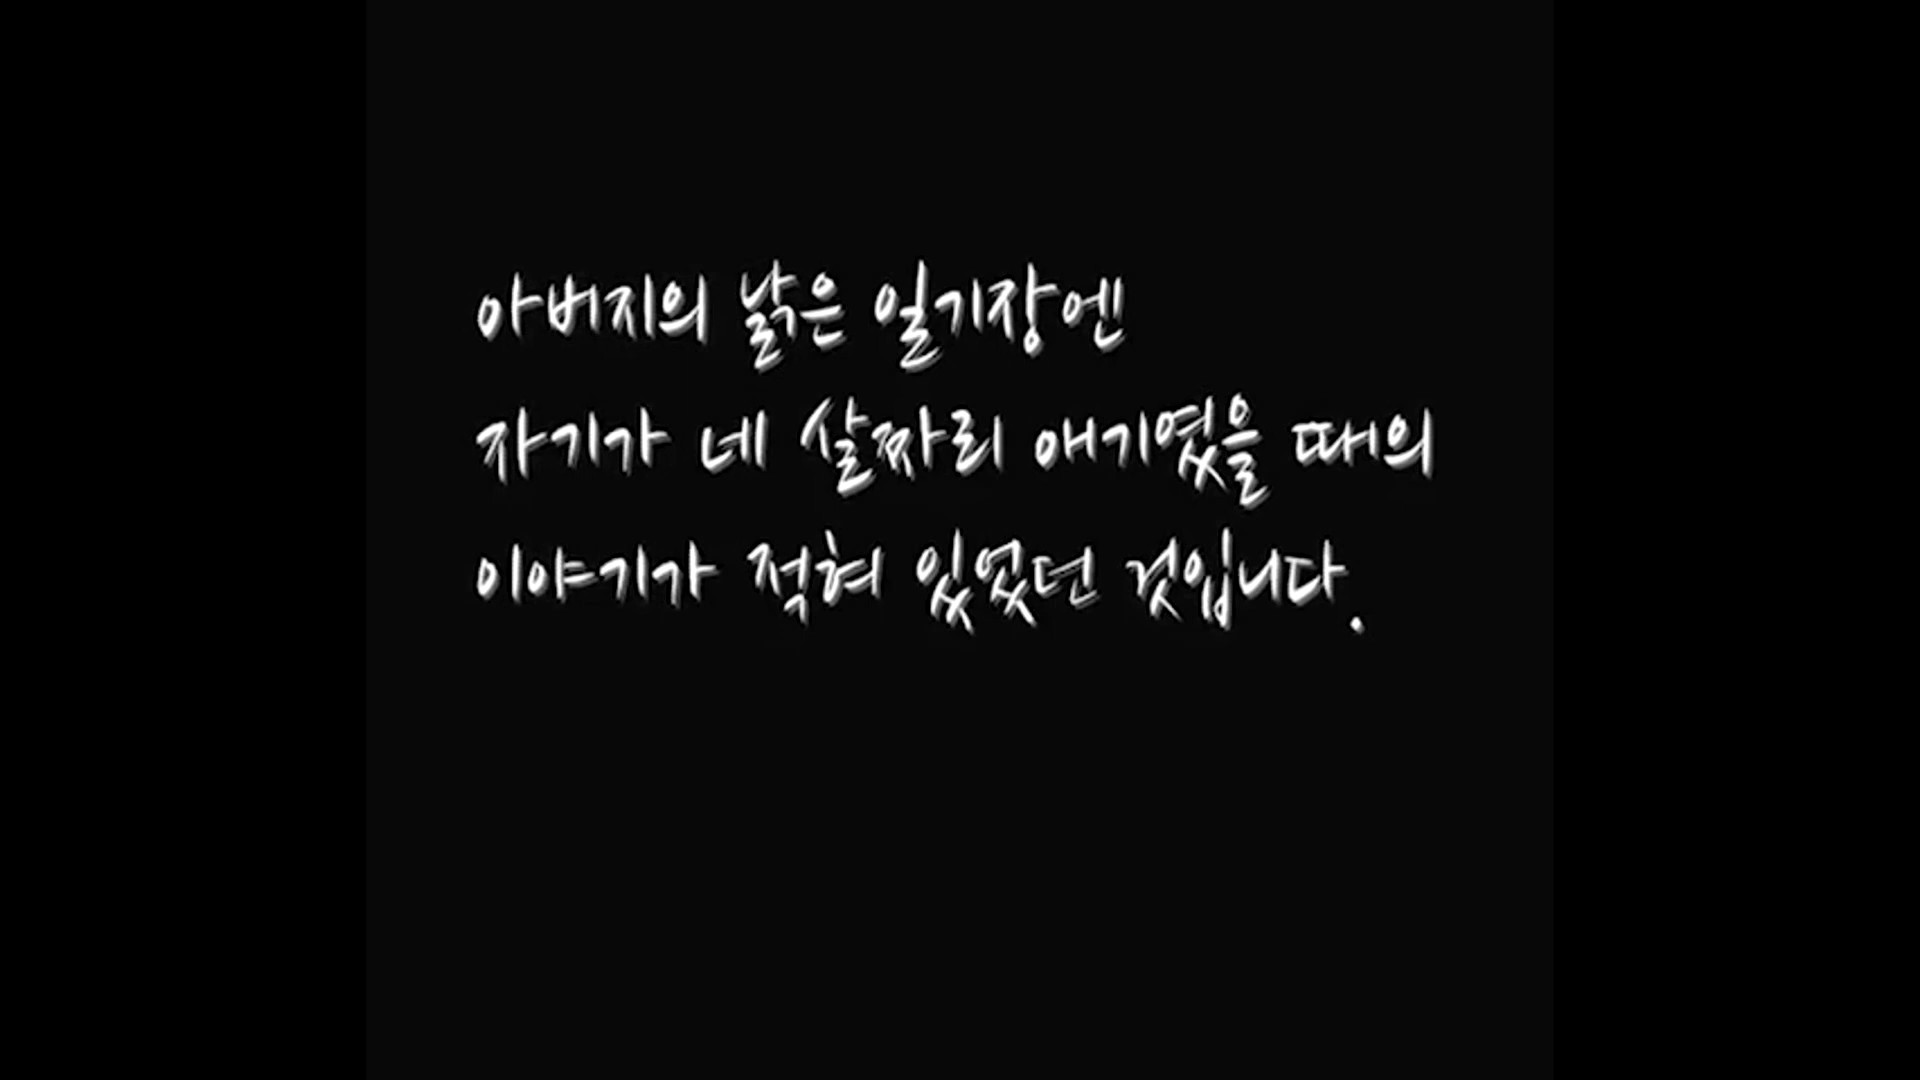 아버지의 낡은 일기장엔
자기가 네 살짜리 애기였을 때의
이야기가 적혀 있었던 것입니다.